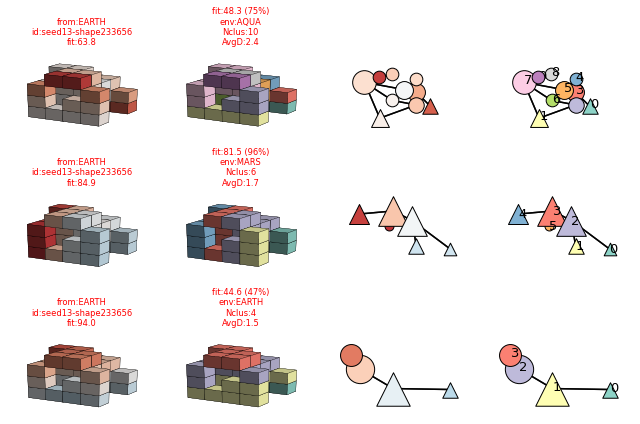 from:EARTH
id:seed13-shape233656
fit:63.8
fit:48.3 (75%)
env:AQUA
Nclus:10
AvgD:2.4
7
8
4
5
3
6
0
1
from:EARTH
id:seed13-shape233656
fit:84.9
fit:81.5 (96%)
env:MARS
Nclus:6
AvgD:1.7
4
3
2
5
1
0
from:EARTH
id:seed13-shape233656
fit:94.0
fit:44.6 (47%)
env:EARTH
Nclus:4
AvgD:1.5
3
2
1
0